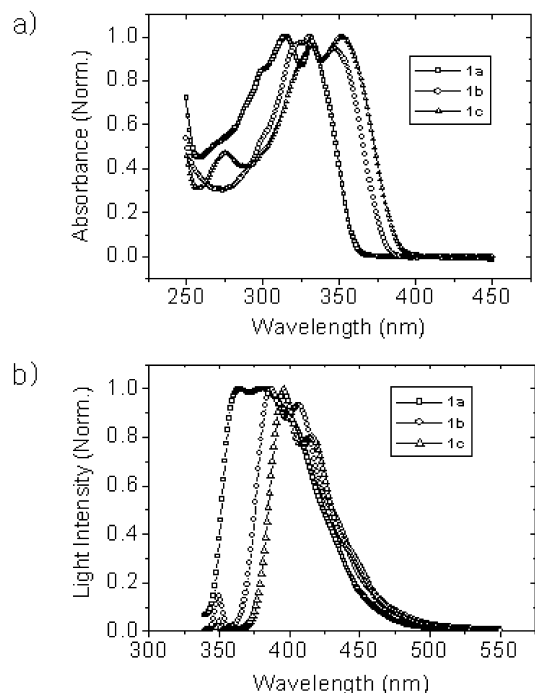 a)
Absorbance (Norm.)
1.0
0.8
0.6
0.4
0.2
0.0
1a
1b
1c
250 300 350 400 450
Wavelength (nm)
b)
Light Intensity (Norm.)
1.0
0.8
0.6
0.4
0.2
0.0
1a
1b
1c
300 350 400 450 500 550
Wavelength (nm)